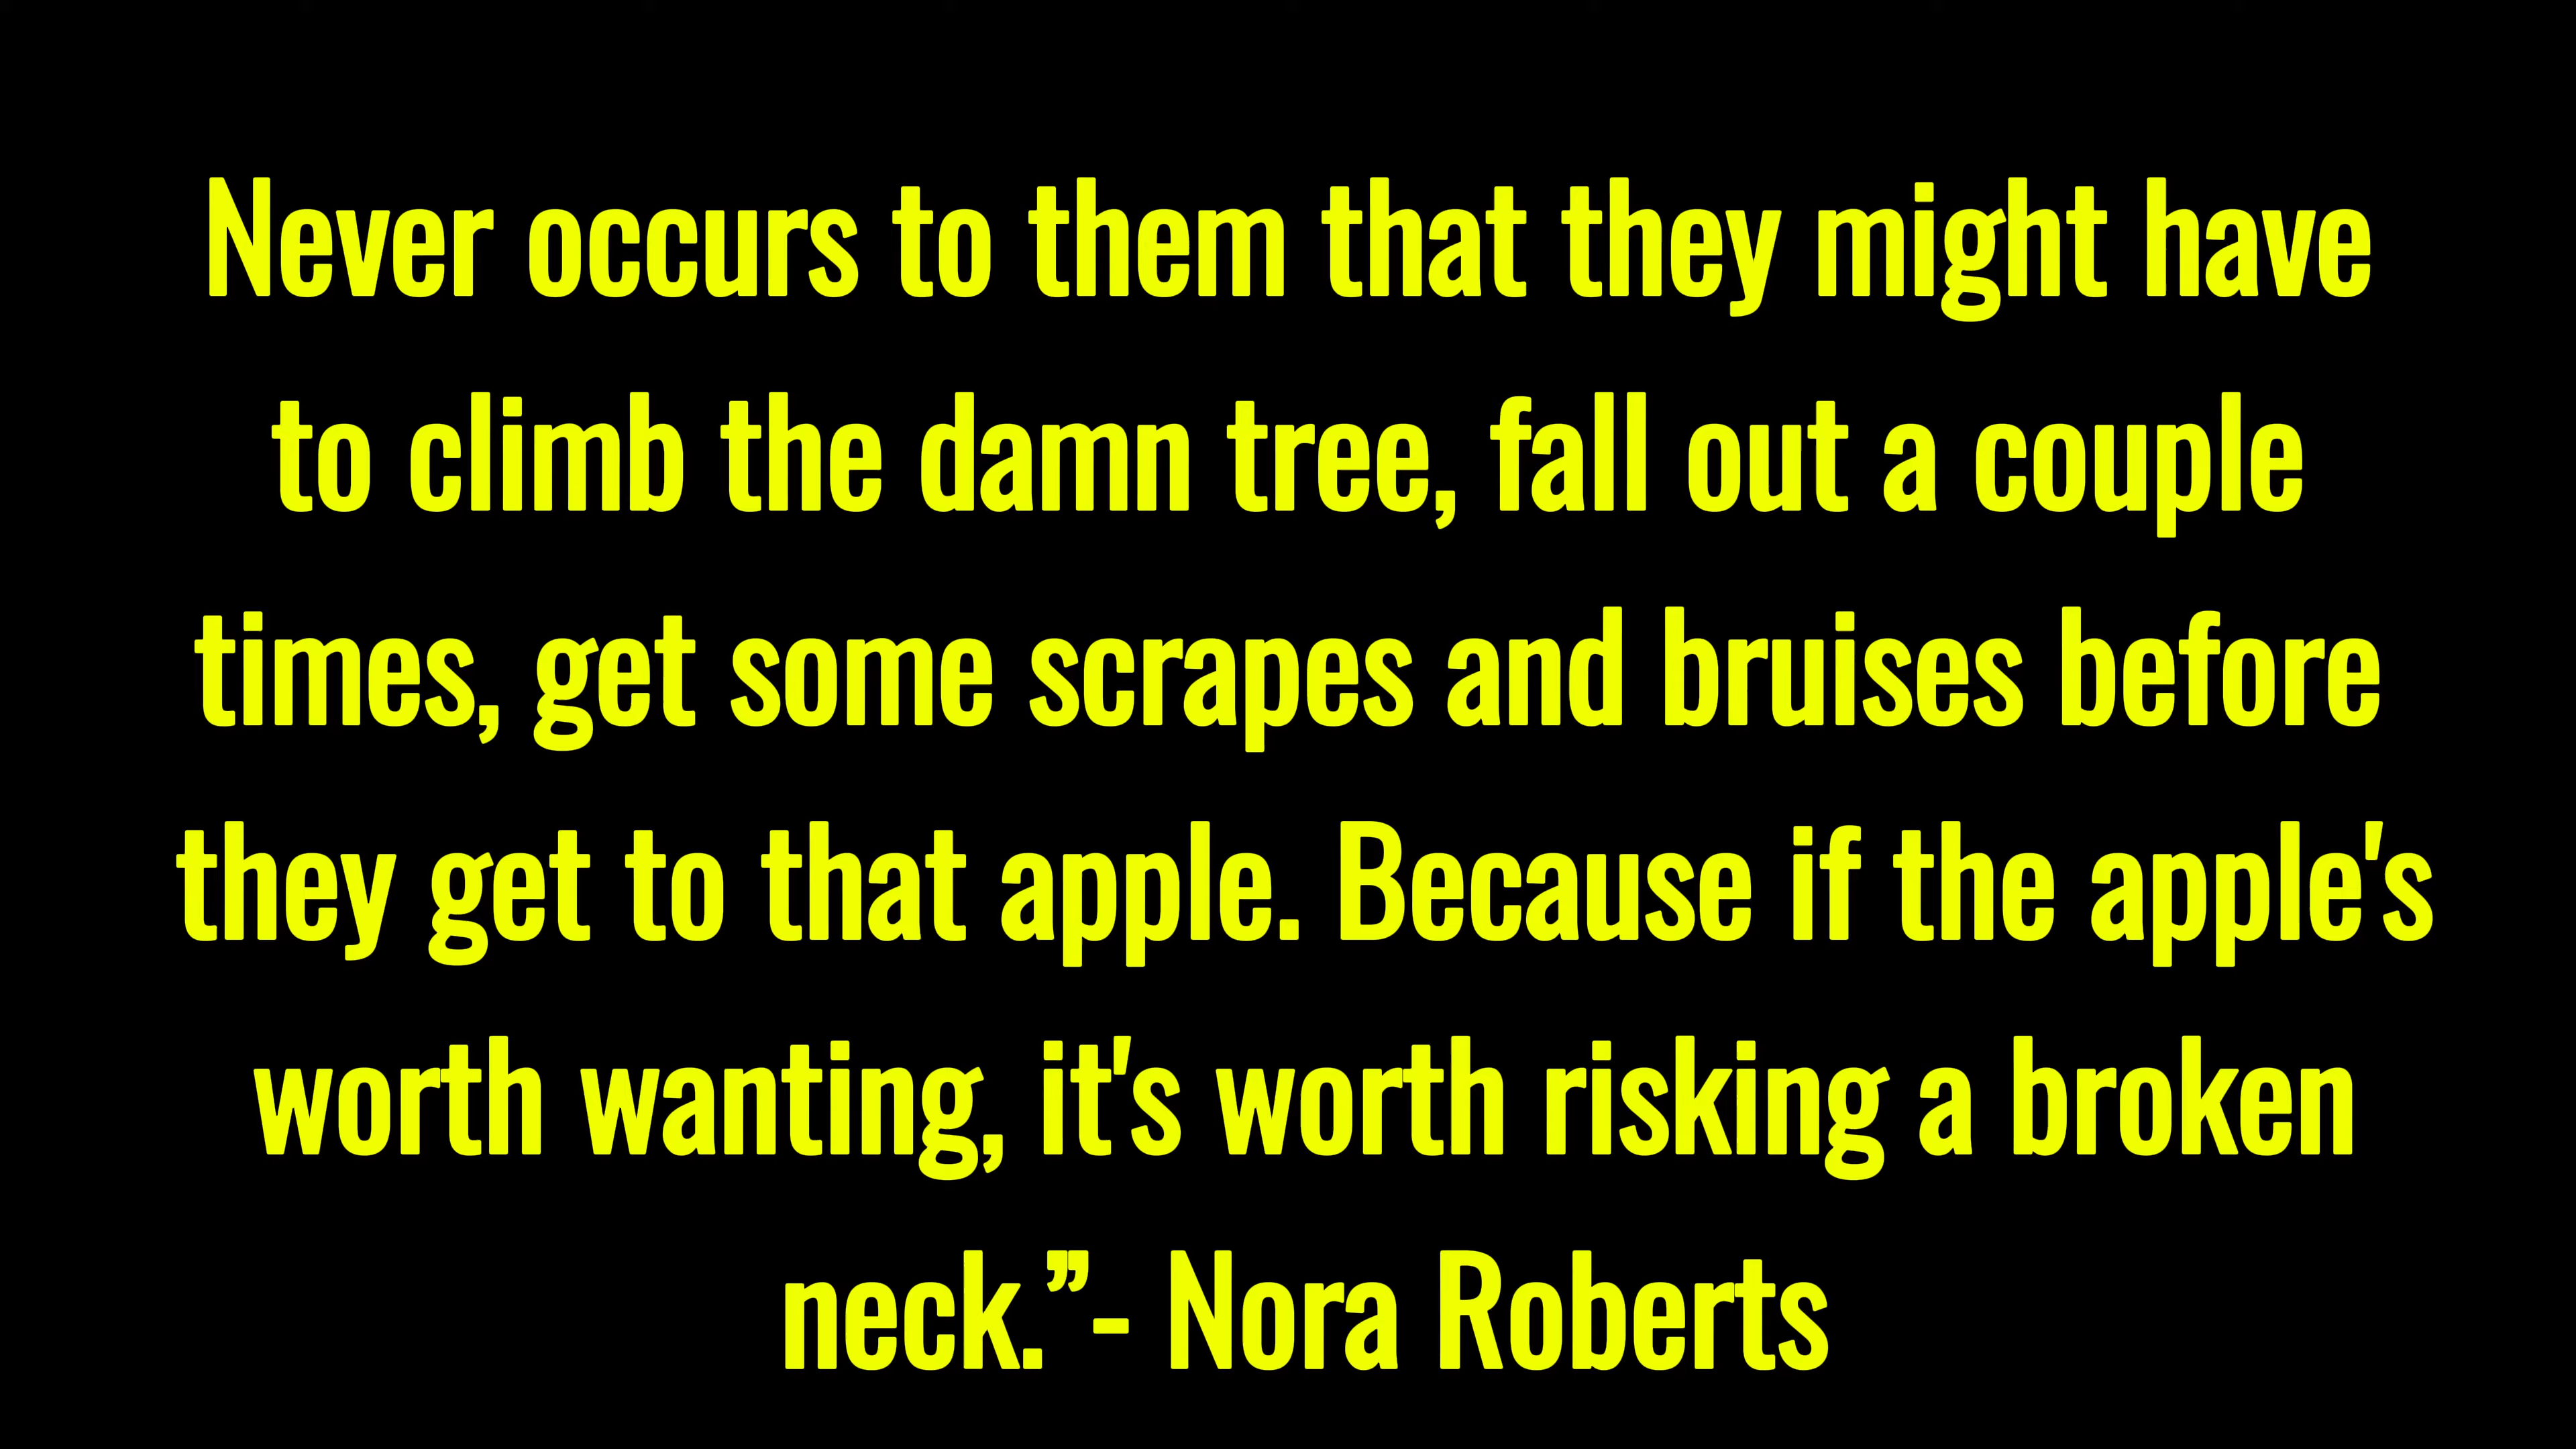 Never occurs to them that they might have
to climb the damn tree, fall out a couple
times, get some scrapes and bruises before
they get to that apple. Because if the apple's
worth wanting, it's worth risking a broken
neck.”- Nora Roberts